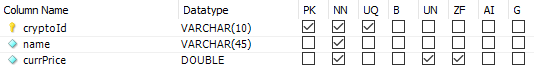 Column Name Datatype PK NN UQ B UN ZF AI G
cryptoId VARCHAR(10)
name VARCHAR(45)
currPrice DOUBLE